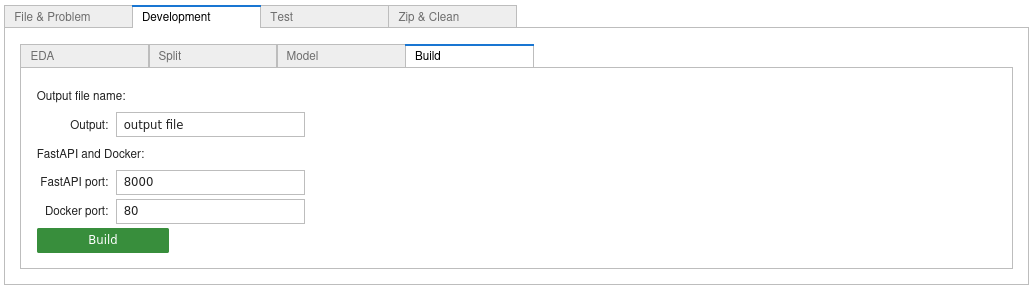 File & Problem Development Test Zip & Clean
EDA Split Model Build
Output file name:
Output: output file
FastAPI and Docker:
FastAPI port: 8000
Docker port: 80
Build